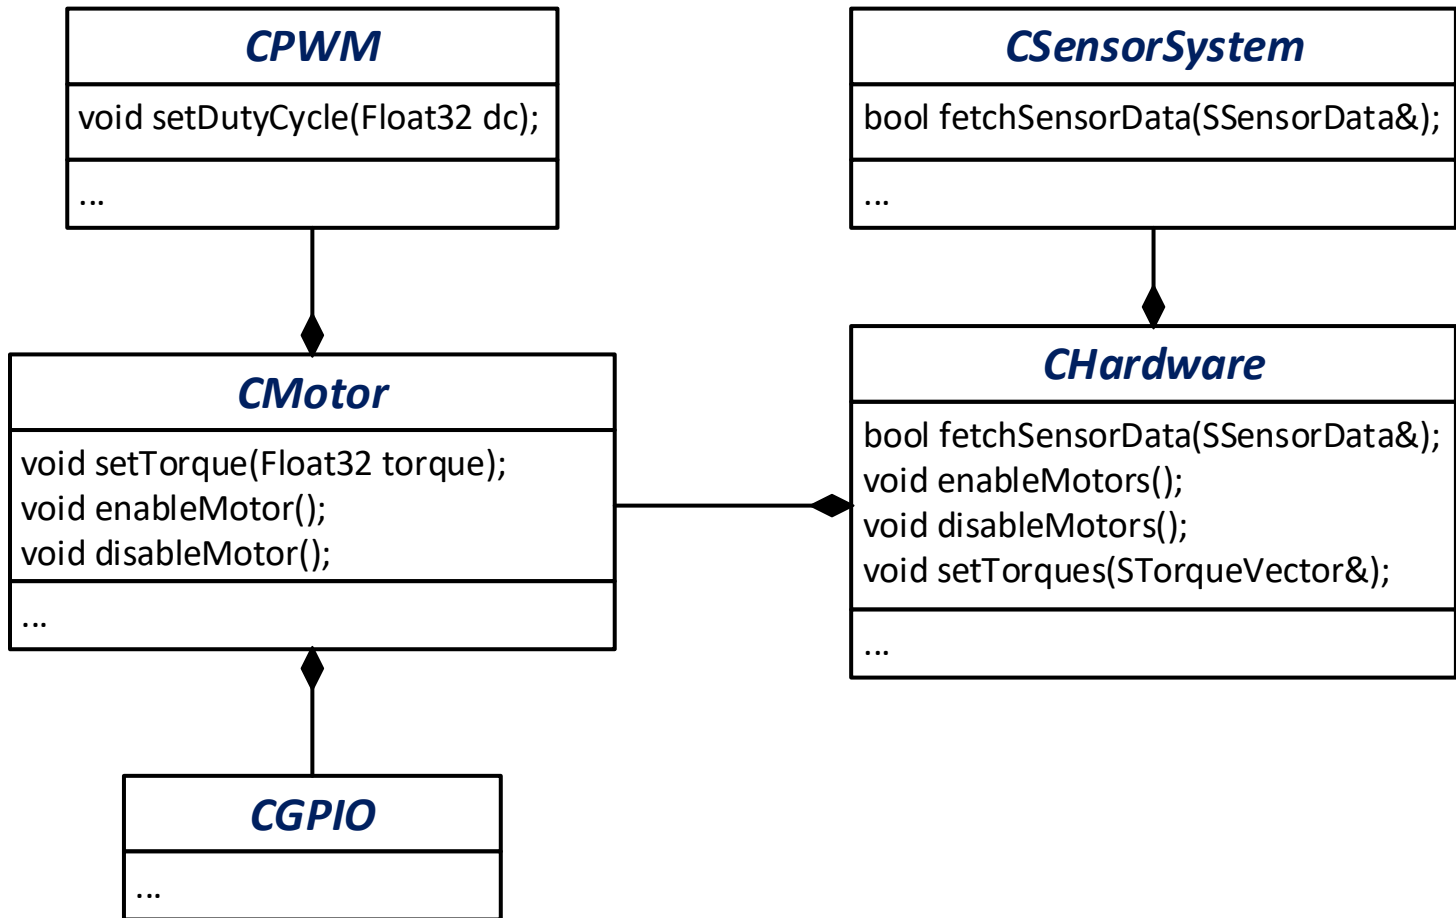 CPWM
void setDutyCycle(Float32 dc);
...
CSensorSystem
bool fetchSensorData(SSensorData&);
...
CMotor
void setTorque(Float32 torque);
void enableMotor();
void disableMotor();
...
CHardware
bool fetchSensorData(SSensorData&);
void enableMotors();
void disableMotors();
void setTorques(STorqueVector&);
...
CGPIO
...